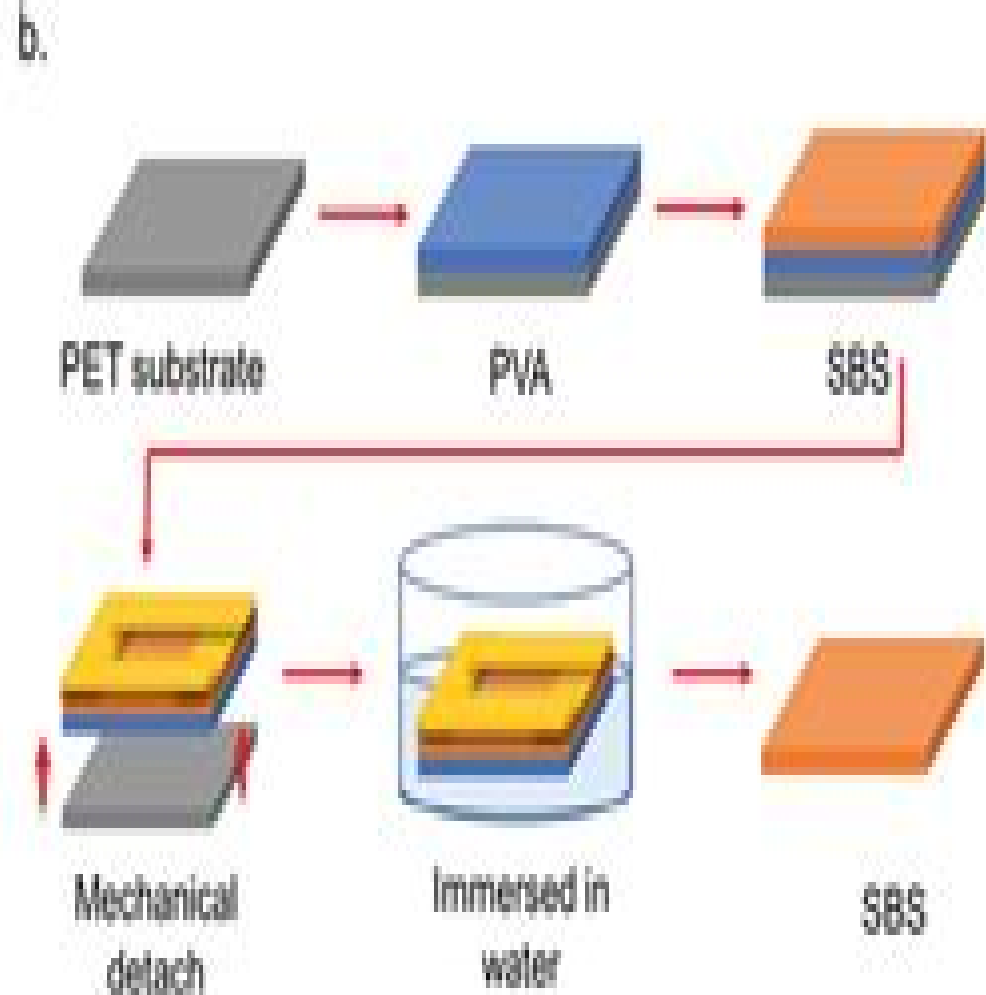 b.
PET substrate
PVA
SBS
Mechanical
detach
Immersed in
water
SBS